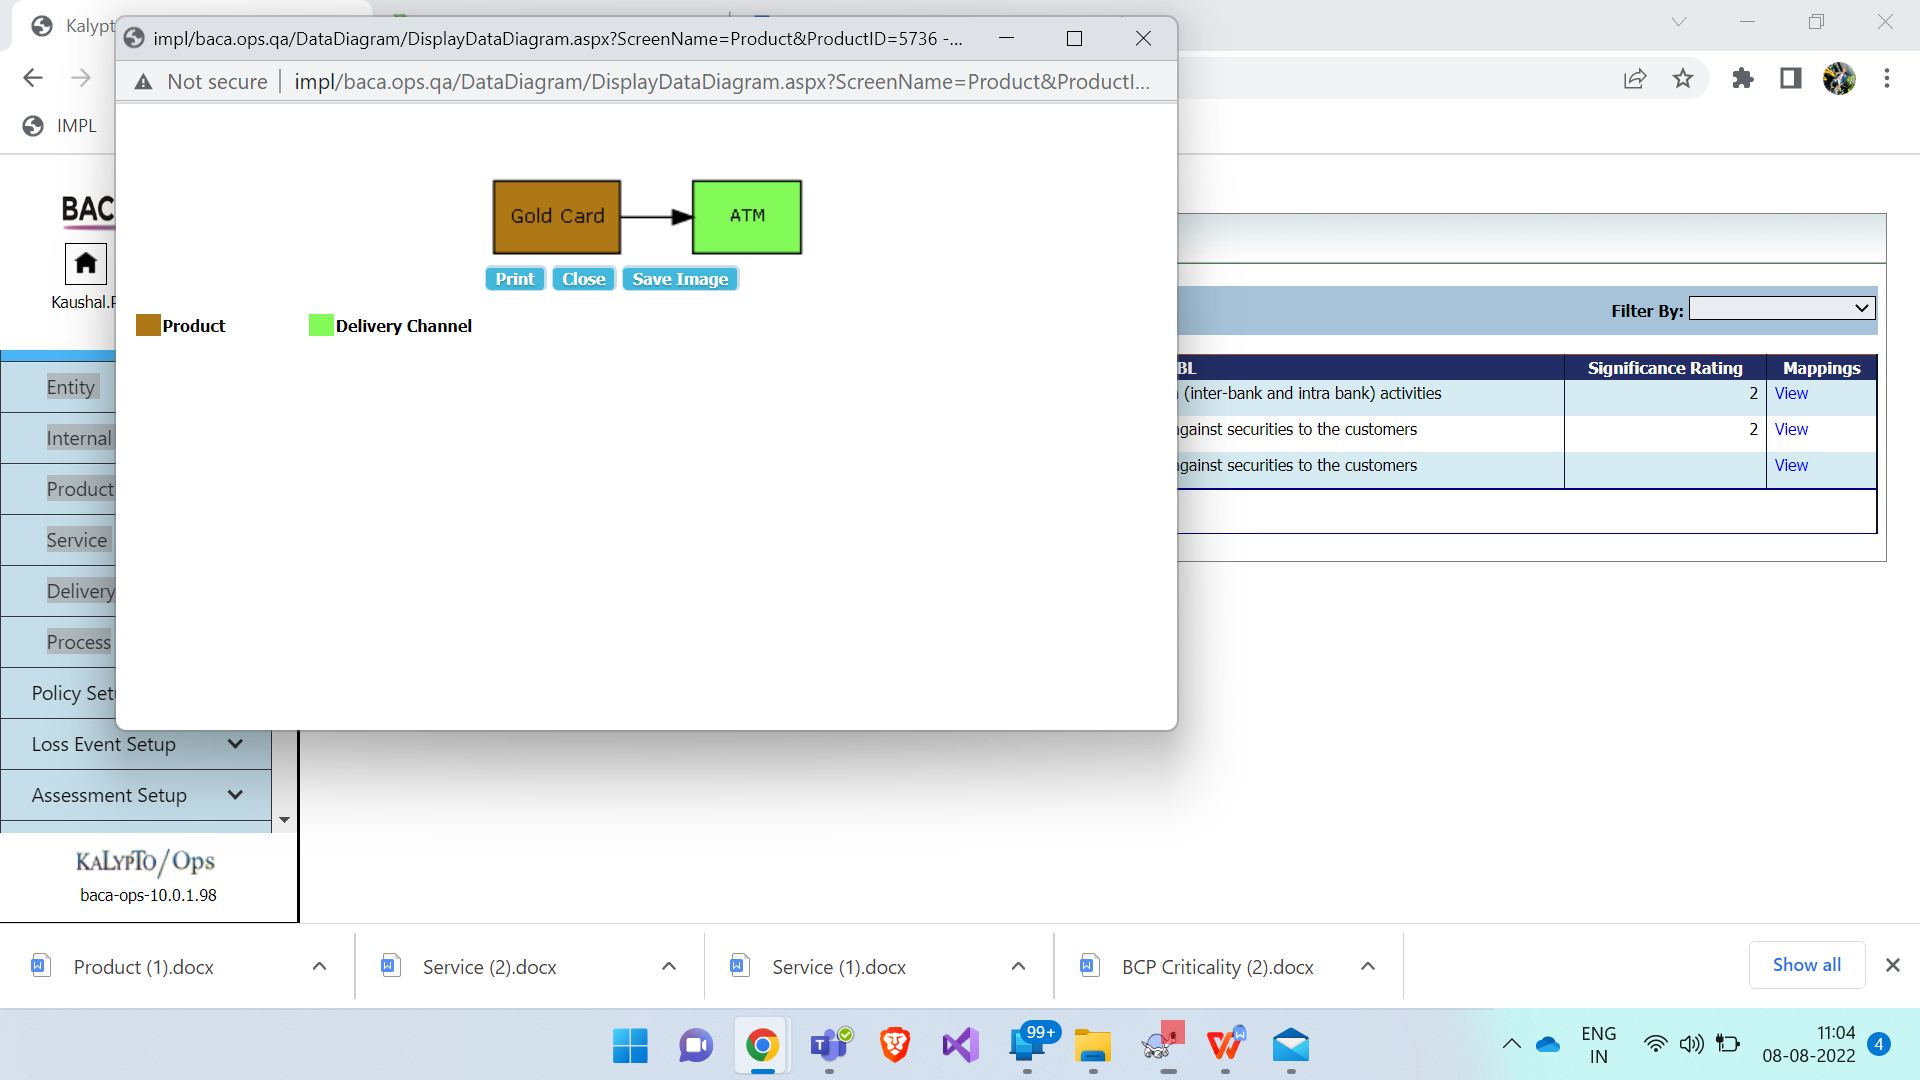 Kalypt
impl/baca.ops.qa/DataDiagram/DisplayDataDiagram.aspx?ScreenName=Product&ProductID=5736 -...
Not secure
impl/baca.ops.qa/DataDiagram/DisplayDataDiagram.aspx?ScreenName=Product&ProductI...
IMPL
BAC
Kaushal.P
Gold Card
ATM
Print
Close
Save Image
Product
Delivery Channel
Filter By:
BL
Significance Rating
Mappings
(inter-bank and intra bank) activities
2
View
against securities to the customers
2
View
against securities to the customers
View
Entity
Internal
Product
Service
Delivery
Process
Policy Setu
Loss Event Setup
Assessment Setup
KALYPTO/Ops
baca-ops-10.0.1.98
Product (1).docx
Service (2).docx
Service (1).docx
BCP Criticality (2).docx
Show all
99+
ENG
IN
11:04
08-08-2022
4